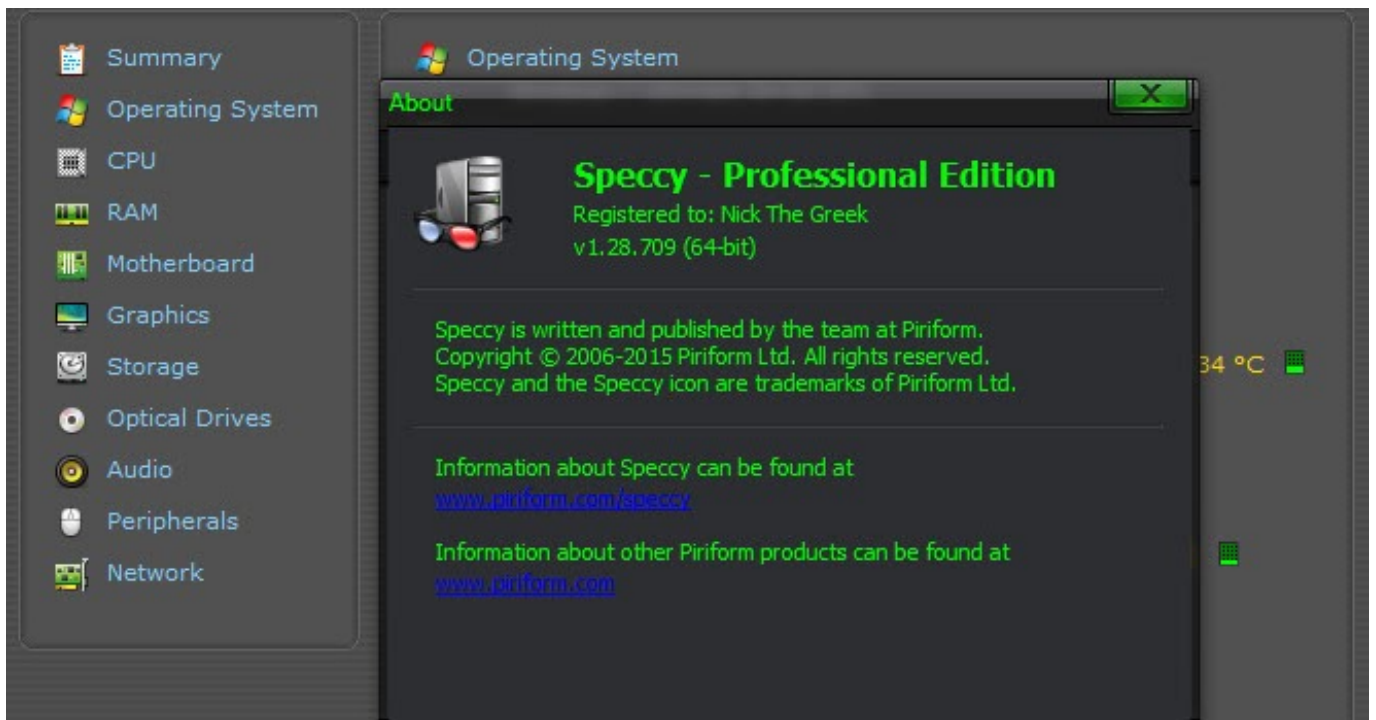 Summary
Operating System
CPU
RAM
Motherboard
Graphics
Storage
Optical Drives
Audio
Peripherals
Network
Operating System
About
X
Speccy - Professional Edition
Registered to: Nick The Greek
v1.28.709 (64-bit)
Speccy is written and published by the team at Piriform.
Copyright © 2006-2015 Piriform Ltd. All rights reserved.
Speccy and the Speccy icon are trademarks of Piriform Ltd.
Information about Speccy can be found at
www.piriform.com/speccy
Information about other Piriform products can be found at
www.piriform.com
34 °C